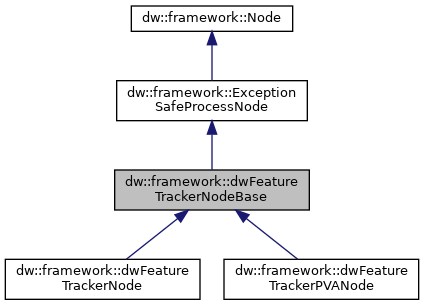 dw::framework::Node
dw::framework::Exception
SafeProcessNode
dw::framework::dwFeature
TrackerNodeBase
dw::framework::dwFeature
TrackerNode
dw::framework::dwFeature
TrackerPVANode